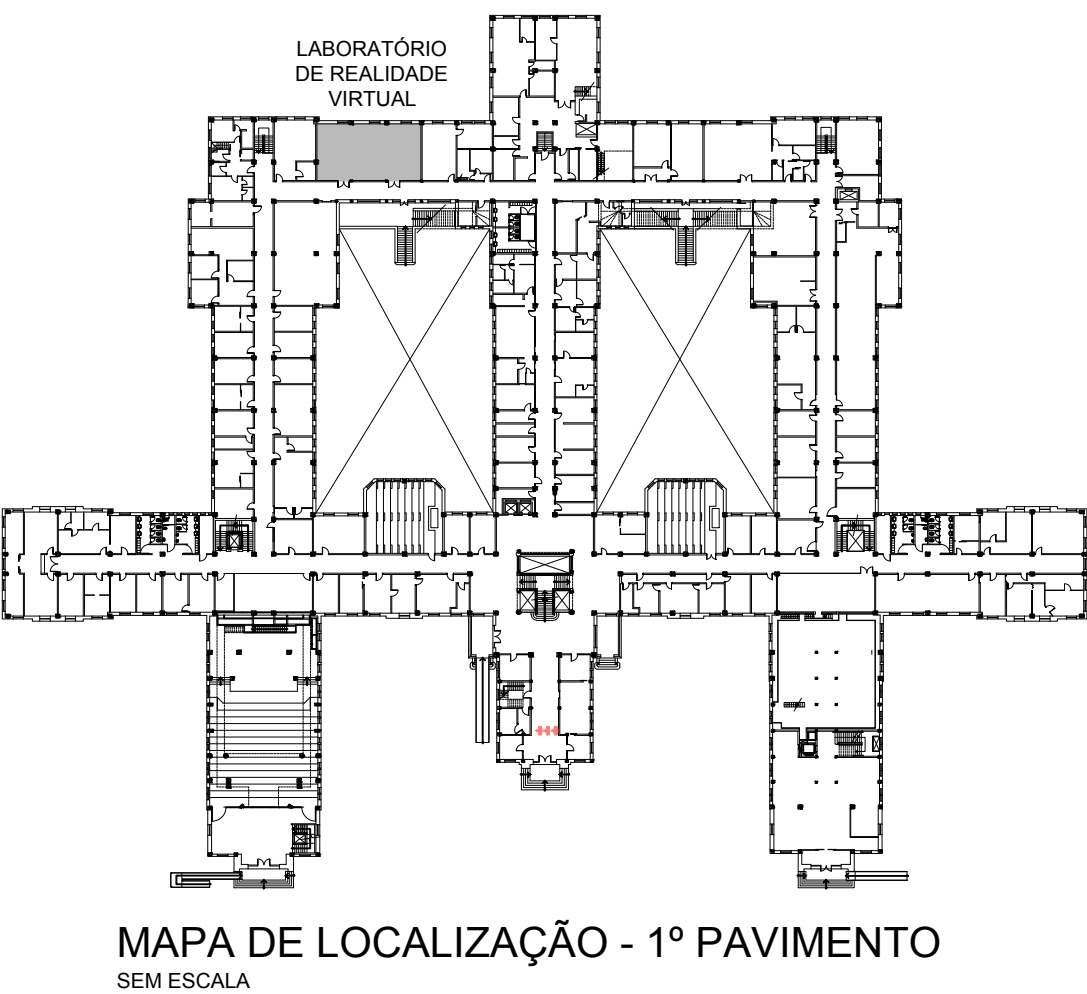 LABORATÓRIO
DE REALIDADE
VIRTUAL
MAPA DE LOCALIZAÇÃO - 1º PAVIMENTO
SEM ESCALA